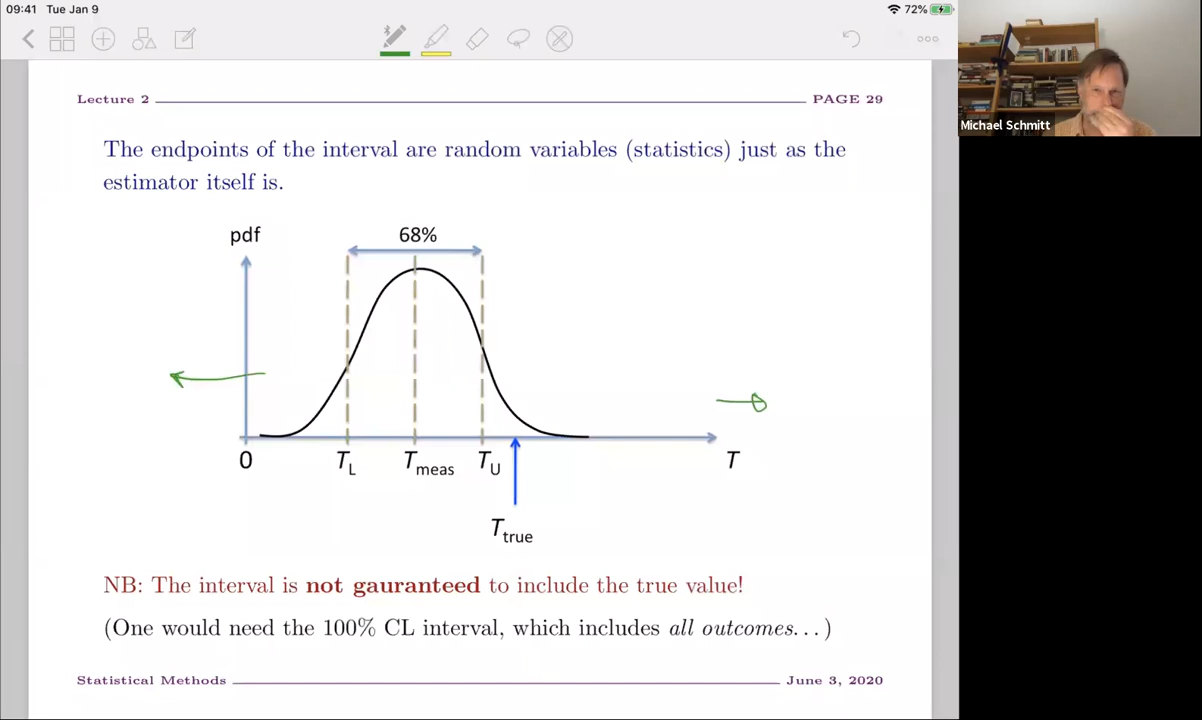 09:41 Tue Jan 9
72%
Michael Schmitt
Lecture 2
PAGE 29
The endpoints of the interval are random variables (statistics) just as the
estimator itself is.
pdf
68%
0
T_L
T_meas
T_U
T
T_true
NB: The interval is not gauranteed to include the true value!
(One would need the 100% CL interval, which includes all outcomes...)
Statistical Methods
June 3, 2020